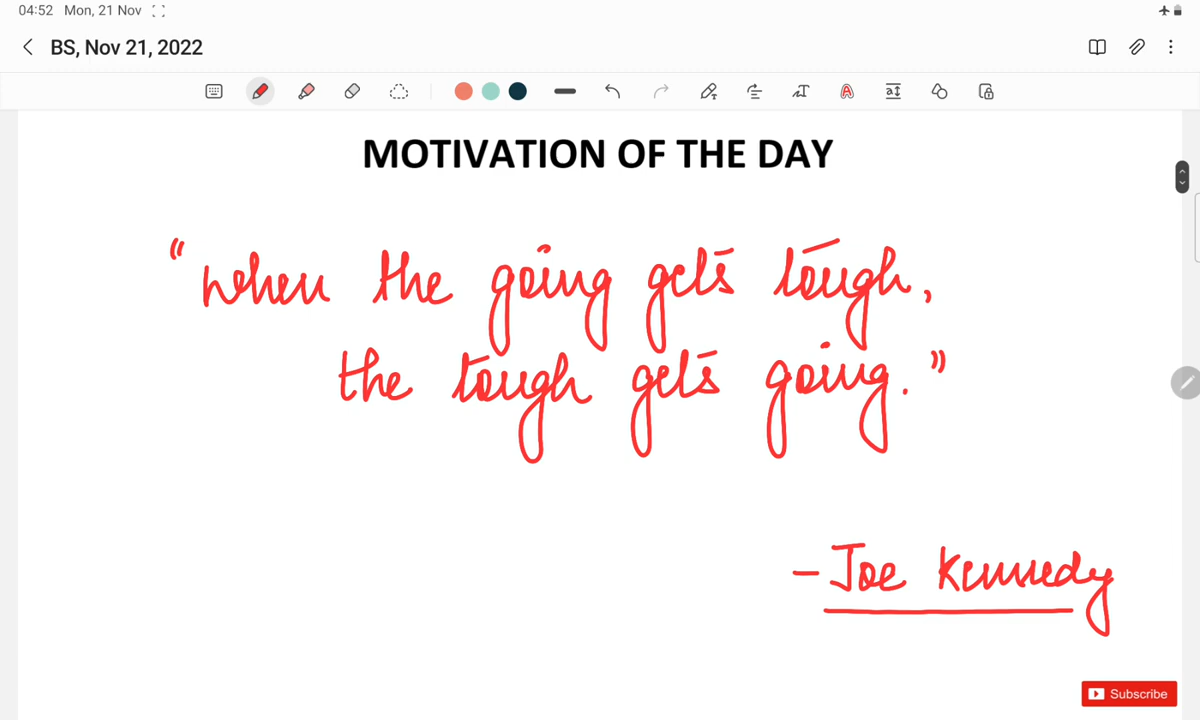 04:52 Mon, 21 Nov
BS, Nov 21, 2022
MOTIVATION OF THE DAY
"When the going gets tough,
the tough gets going."
- Joe Kennedy
Subscribe